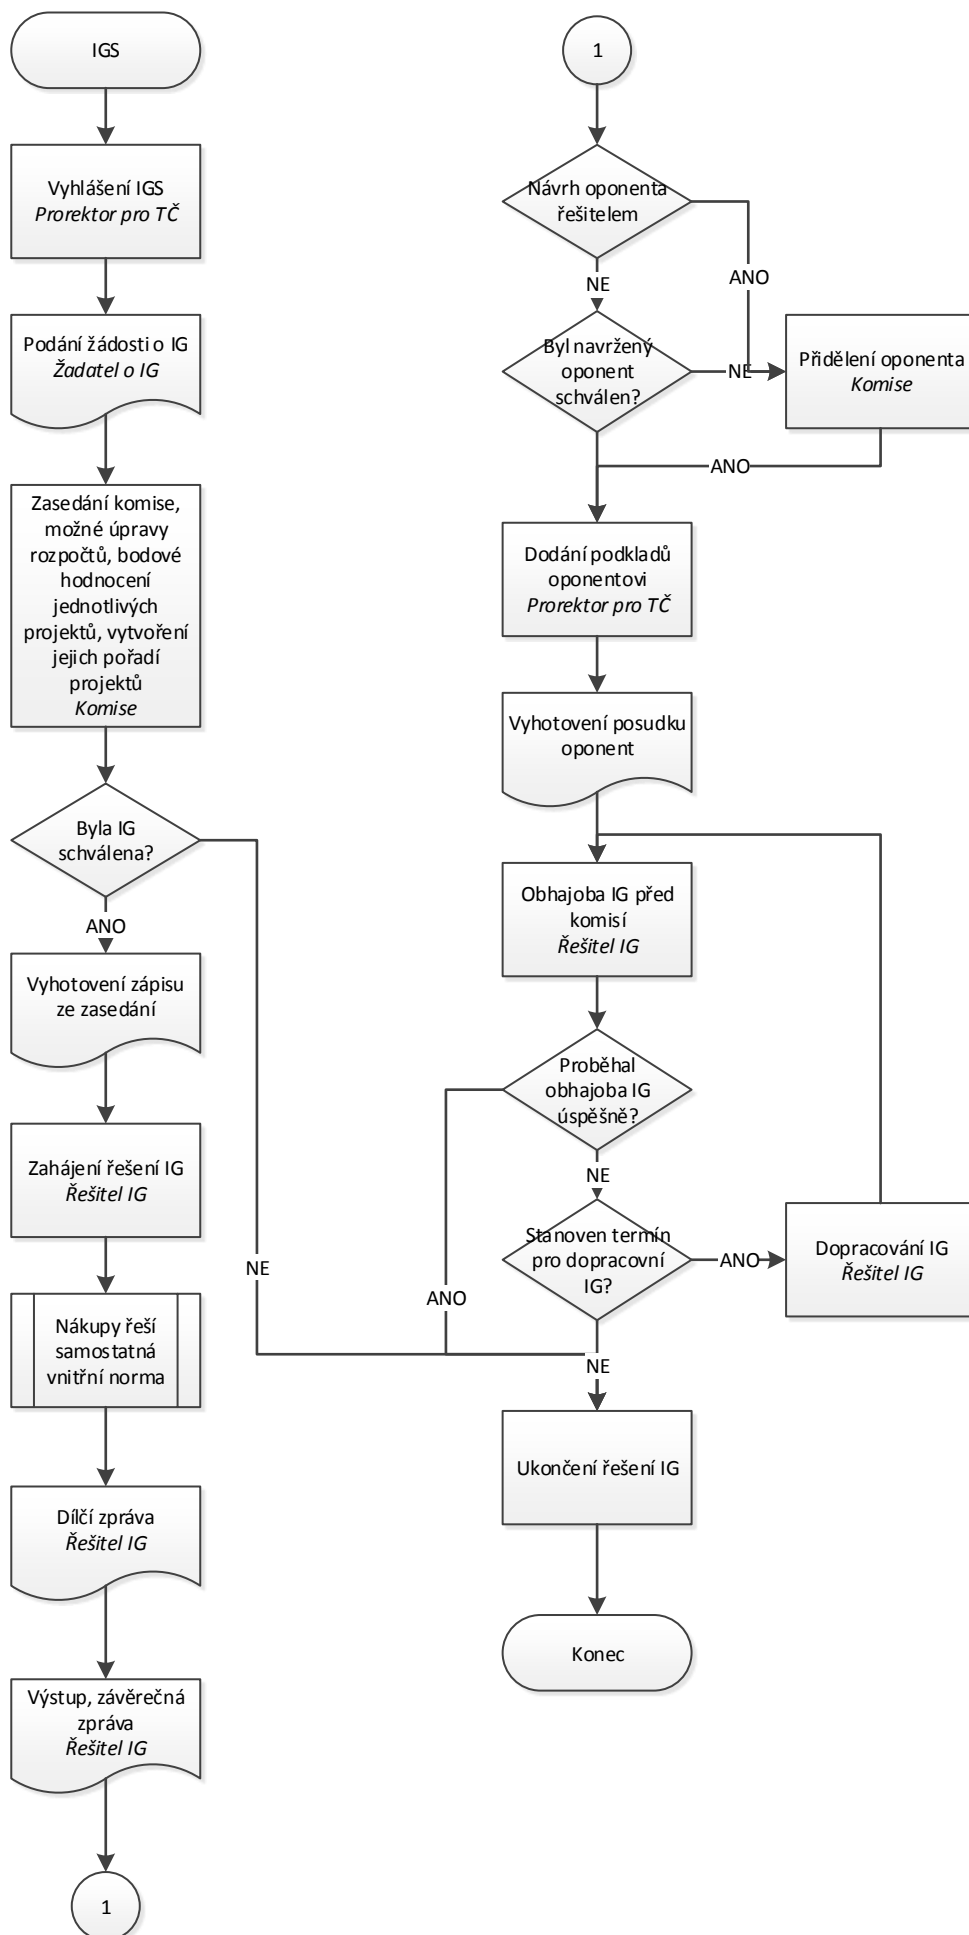 IGS
Vyhlášení IGS
Prorektor pro TČ
Podání žádosti o IG
Žadatel o IG
Zasedání komise,
možné úpravy
rozpočtů, bodové
hodnocení
jednotlivých
projektů, vytvoření
jejich pořadí
projektů
Komise
Byla IG
schválena?
ANO
NE
Vyhotovení zápisu
ze zasedání
Zahájení řešení IG
Řešitel IG
Nákupy řeší
samostatná
vnitřní norma
Dílčí zpráva
Řešitel IG
Výstup, závěrečná
zpráva
Řešitel IG
1
1
Návrh oponenta
řešitelem
ANO
NE
Byl navržený
oponent
schválen?
NE
Přidělení oponenta
Komise
ANO
Dodání podkladů
oponentovi
Prorektor pro TČ
Vyhotovení posudku
oponent
Obhajoba IG před
komisí
Řešitel IG
Proběhal
obhajoba IG
úspěšně?
NE
ANO
Stanoven termín
pro dopracovní
IG?
ANO
Dopracování IG
Řešitel IG
NE
Ukončení řešení IG
Konec